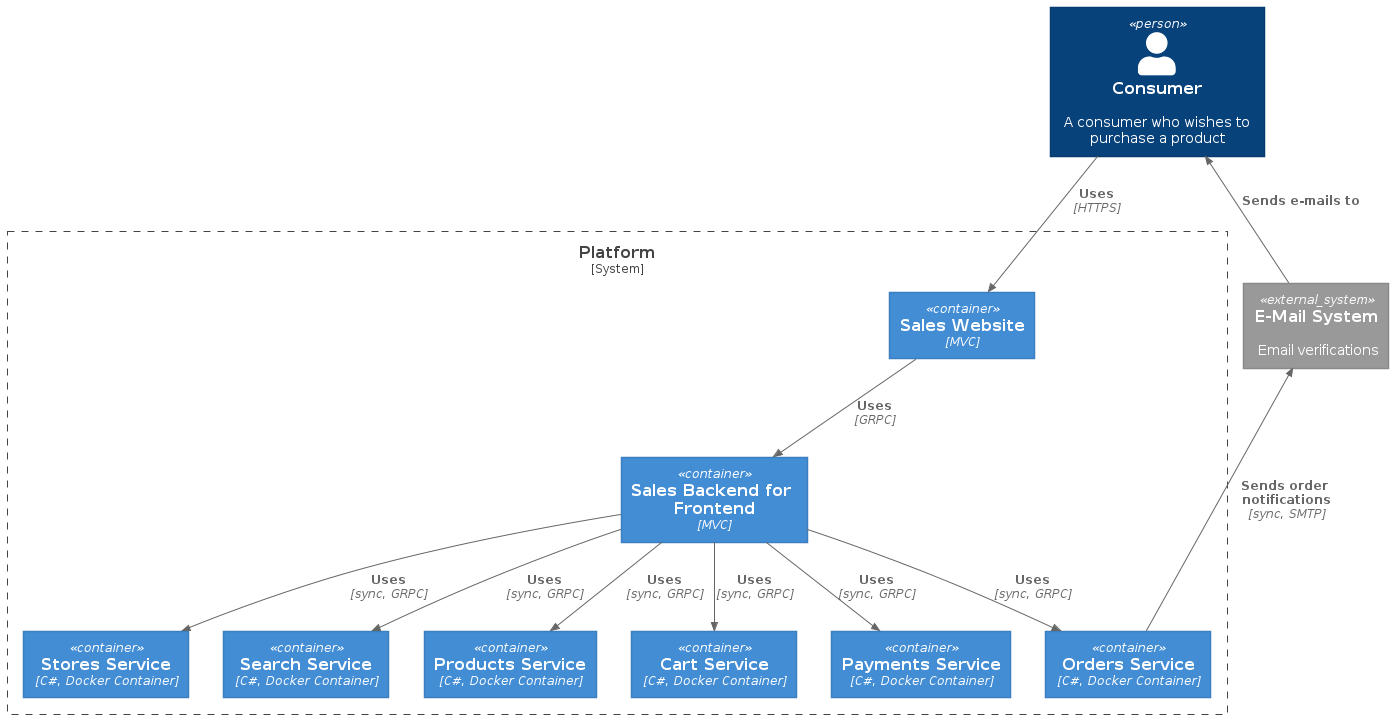 «person»
Consumer
A consumer who wishes to
purchase a product
Uses
[HTTPS]
Sends e-mails to
Platform
[System]
«container»
Sales Website
[MVC]
«external_system»
E-Mail System
Email verifications
Uses
[GRPC]
«container»
Sales Backend for
Frontend
[MVC]
Sends order
notifications
[sync, SMTP]
Uses
[sync, GRPC]
Uses
[sync, GRPC]
Uses
[sync, GRPC]
Uses
[sync, GRPC]
Uses
[sync, GRPC]
Uses
[sync, GRPC]
«container»
Stores Service
[C#, Docker Container]
«container»
Search Service
[C#, Docker Container]
«container»
Products Service
[C#, Docker Container]
«container»
Cart Service
[C#, Docker Container]
«container»
Payments Service
[C#, Docker Container]
«container»
Orders Service
[C#, Docker Container]